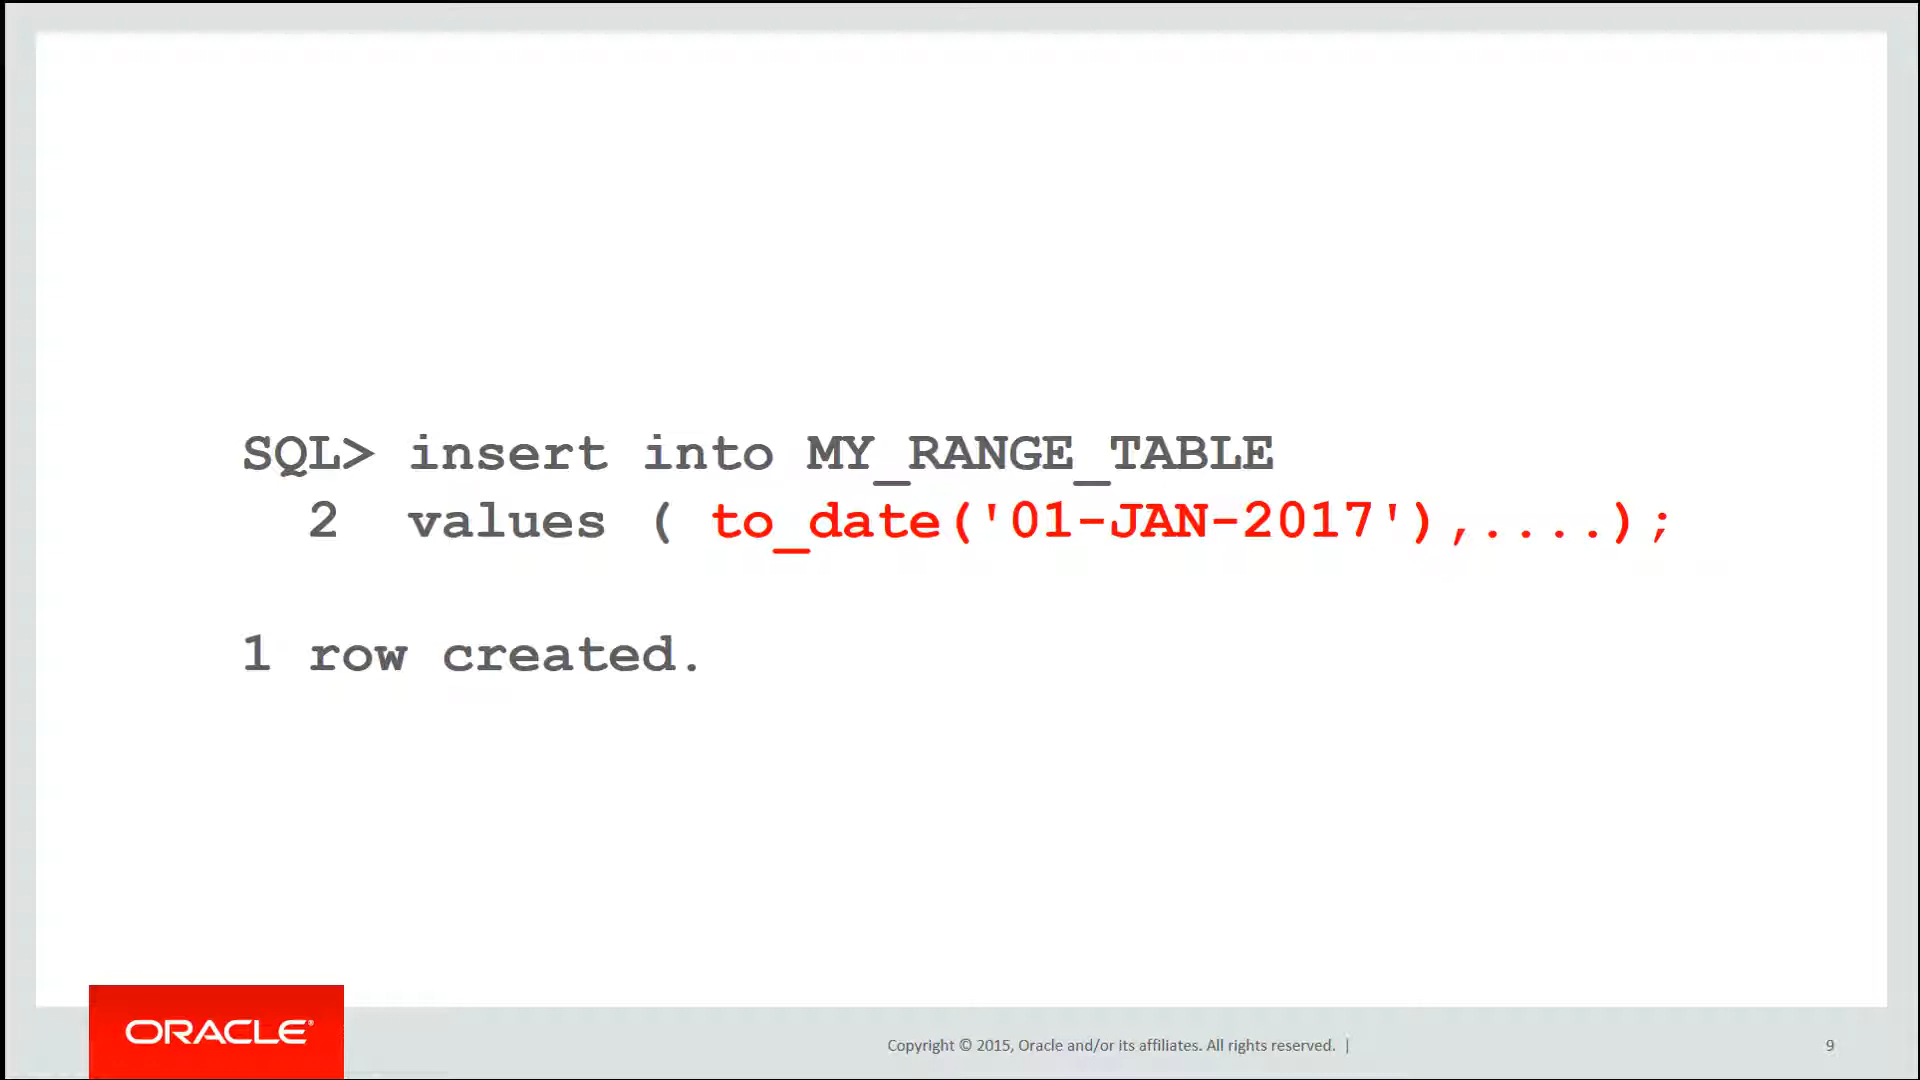 SQL> insert into MY_RANGE_TABLE
2 values ( to_date('01-JAN-2017'),....);
1 row created.
ORACLE®
Copyright © 2015, Oracle and/or its affiliates. All rights reserved. |
9